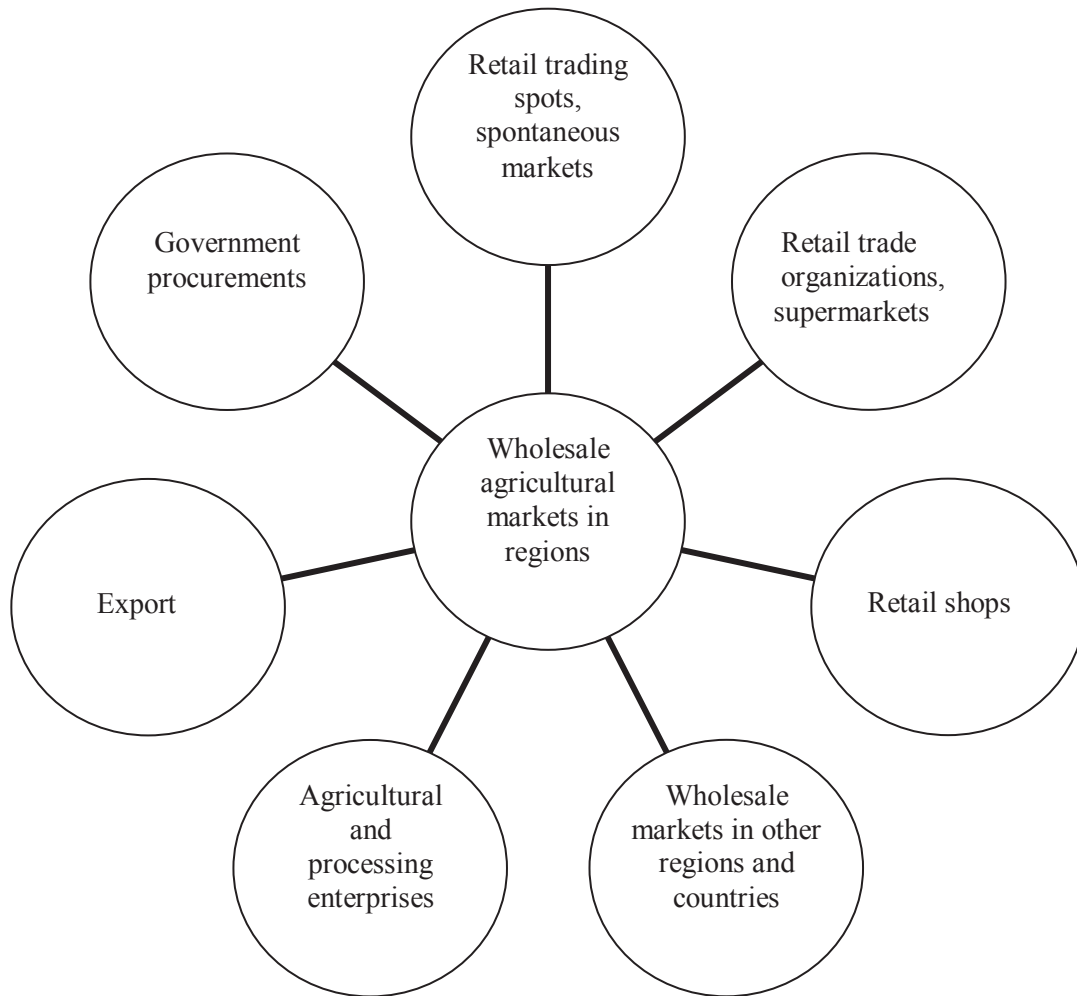 Retail trading
spots,
spontaneous
markets
Government
procurements
Retail trade
organizations,
supermarkets
Wholesale
agricultural
markets in
regions
Export
Retail shops
Agricultural
and
processing
enterprises
Wholesale
markets in other
regions and
countries